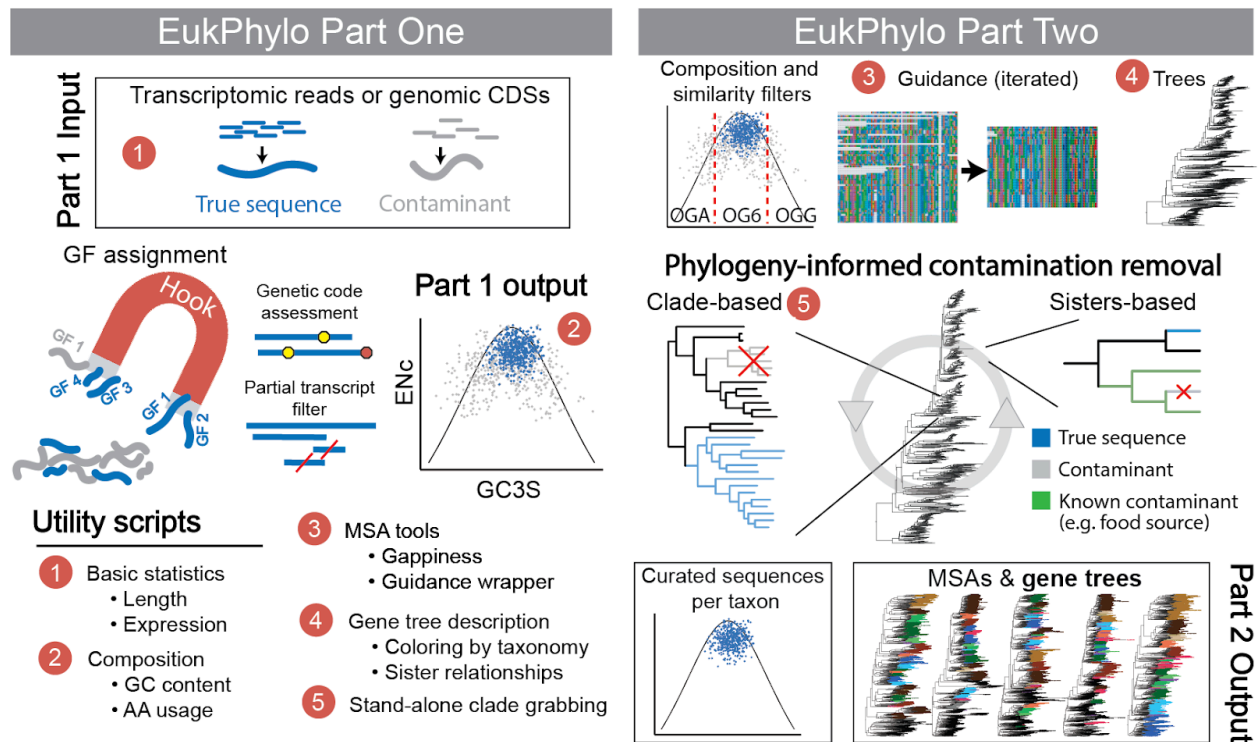 EukPhylo Part One
Part 1 Input
Transcriptomic reads or genomic CDSs
1
True sequence
Contaminant
GF assignment
Hook
GF 1
GF 4
GF 3
GF 1
GF 2
Genetic code
assessment
Partial transcript
filter
Part 1 output
2
ENc
GC3S
Utility scripts
1
Basic statistics
• Length
• Expression
2
Composition
• GC content
• AA usage
3
MSA tools
• Gappiness
• Guidance wrapper
4
Gene tree description
• Coloring by taxonomy
• Sister relationships
5
Stand-alone clade grabbing
EukPhylo Part Two
Composition and
similarity filters
OGA
OG6
OGG
3
Guidance (iterated)
4
Trees
Phylogeny-informed contamination removal
Clade-based
5
Sisters-based
True sequence
Contaminant
Known contaminant
(e.g. food source)
Curated sequences
per taxon
MSAs & gene trees
Part 2 Output